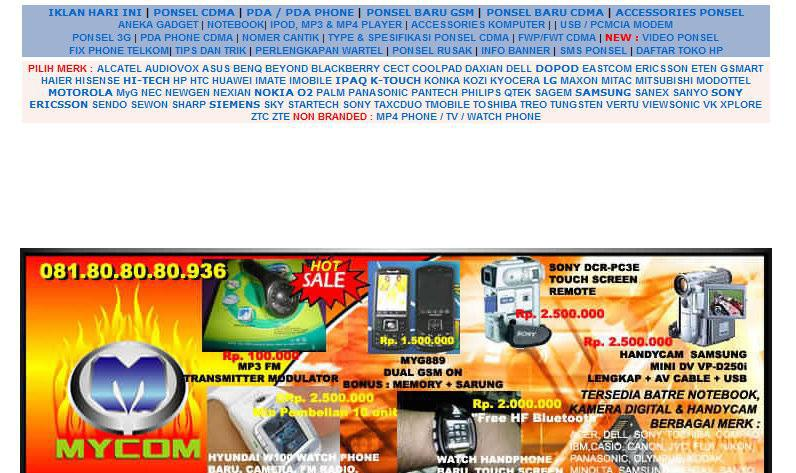 IKLAN HARI INI | PONSEL CDMA | PDA / PDA PHONE | PONSEL BARU GSM | PONSEL BARU CDMA | ACCESSORIES PONSEL
ANEKA GADGET | NOTEBOOK| IPOD, MP3 & MP4 PLAYER | ACCESSORIES KOMPUTER | | USB / PCMCIA MODEM
PONSEL 3G | PDA PHONE CDMA | NOMER CANTIK | TYPE & SPESIFIKASI PONSEL CDMA | FWP/FWT CDMA | NEW : VIDEO PONSEL
FIX PHONE TELKOM| TIPS DAN TRIK | PERLENGKAPAN WARTEL | PONSEL RUSAK | INFO BANNER | SMS PONSEL | DAFTAR TOKO HP
PILIH MERK : ALCATEL AUDIOVOX ASUS BENQ BEYOND BLACKBERRY CECT COOLPAD DAXIAN DELL DOPOD EASTCOM ERICSSON ETEN GSMART
HAIER HISENSE HI-TECH HP HTC HUAWEI IMATE IMOBILE IPAQ K-TOUCH KONKA KOZI KYOCERA LG MAXON MITAC MITSUBISHI MODOTTEL
MOTOROLA MyG NEC NEWGEN NEXIAN NOKIA O2 PALM PANASONIC PANTECH PHILIPS QTEK SAGEM SAMSUNG SANEX SANYO SONY
ERICSSON SENDO SEWON SHARP SIEMENS SKY STARTECH SONY TAXCDUO TMOBILE TOSHIBA TREO TUNGSTEN VERTU VIEWSONIC VK XPLORE
ZTC ZTE NON BRANDED : MP4 PHONE / TV / WATCH PHONE
081.80.80.80.936
HOT
SALE
Rp. 100.000
MP3 FM
TRANSMITTER MODULATOR
Rp. 1.500.000
MYG889
DUAL GSM ON
BONUS : MEMORY + SARUNG
SONY DCR-PC3E
TOUCH SCREEN
REMOTE
SONY
Rp. 2.500.000
Rp. 2.500.000
HANDYCAM SAMSUNG
MINI DV VP-D250i
LENGKAP + AV CABLE + USB
MYCOM
Rp. 2.500.000
Pembelian 10 unit
HYUNDAI W100 WATCH PHONE
BARU, CAMERA, FM RADIO,
Rp. 2.000.000
"Free HF Bluetooth
WATCH HANDPHONE
BARU, TOUCH SCREEN
TERSEDIA BATRE NOTEBOOK,
KAMERA DIGITAL & HANDYCAM
BERBAGAI MERK :
ACER, DELL, SONY, TOSHIBA, COMPAQ,
IBM,CASIO, CANON, JVC, FUJI, NIKON,
PANASONIC, OLYMPUS, KODAK,
MINOLTA, SAMSUNG, SANYO